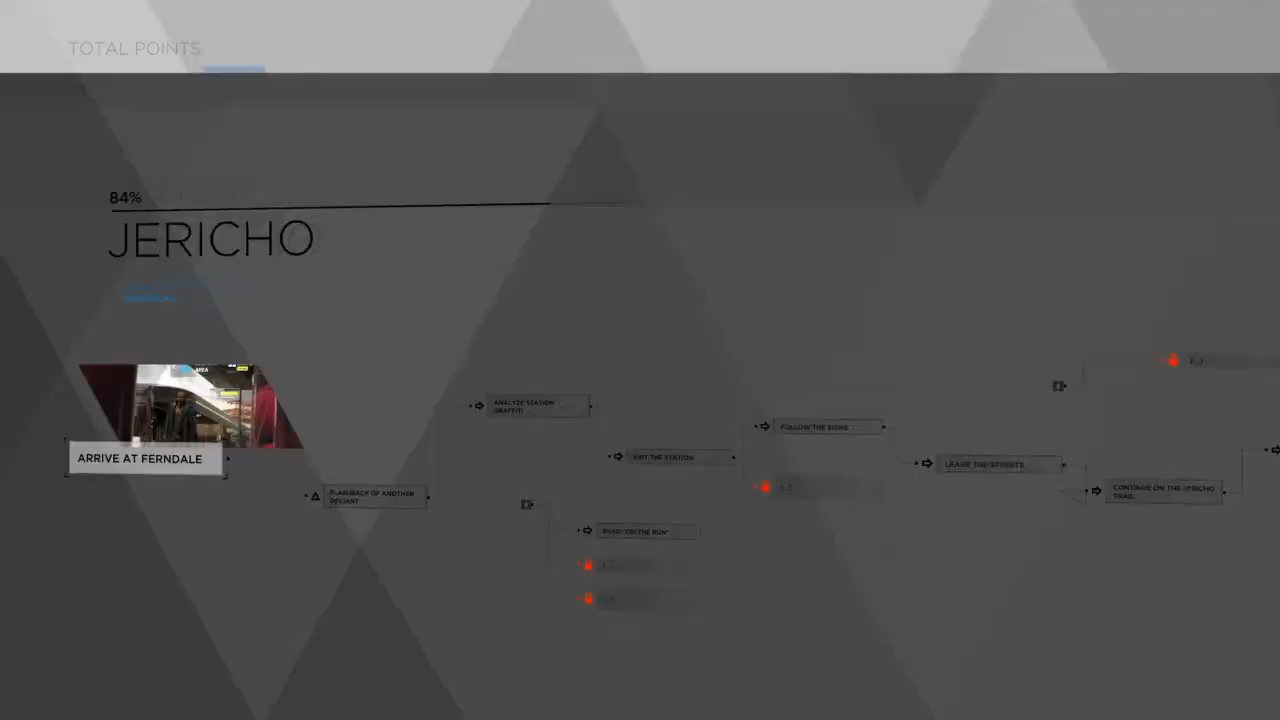 TOTAL POINTS
84%
JERICHO
AREA
ARRIVE AT FERNDALE
FLASHBACK OF ANOTHER
DEVIANT
ANALYZE STATION
GRAFFITI
EXIT THE STATION
READ "ON THE RUN"
FOLLOW THE SIGNS
LEAVE THE STREETS
CONTINUE ON THE JERICHO
TRAIL